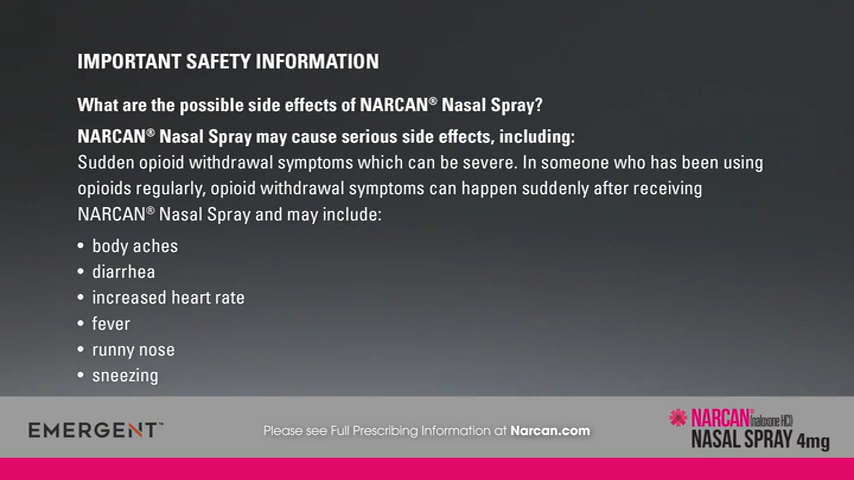 IMPORTANT SAFETY INFORMATION
What are the possible side effects of NARCAN® Nasal Spray?
NARCAN® Nasal Spray may cause serious side effects, including:
Sudden opioid withdrawal symptoms which can be severe. In someone who has been using
opioids regularly, opioid withdrawal symptoms can happen suddenly after receiving
NARCAN® Nasal Spray and may include:
• body aches
• diarrhea
• increased heart rate
• fever
• runny nose
• sneezing
EMERGENT™
Please see Full Prescribing Information at Narcan.com
NARCAN® (naloxone HCl)
NASAL SPRAY 4mg